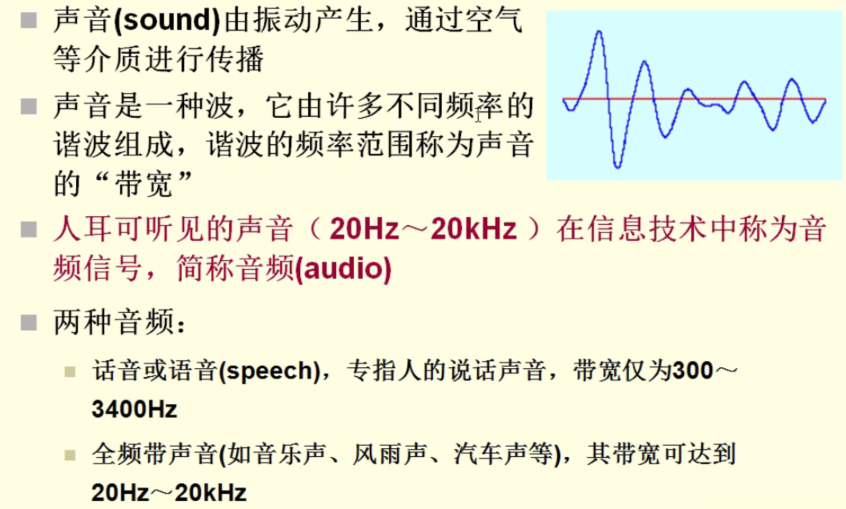 声音(sound)由振动产生，通过空气
等介质进行传播
声音是一种波，它由许多不同频率的
谐波组成，谐波的频率范围称为声音
的“带宽”
人耳可听见的声音（20Hz～20kHz）在信息技术中称为音
频信号，简称音频(audio)
两种音频：
话音或语音(speech)，专指人的说话声音，带宽仅为300～
3400Hz
全频带声音(如音乐声、风雨声、汽车声等)，其带宽可达到
20Hz～20kHz